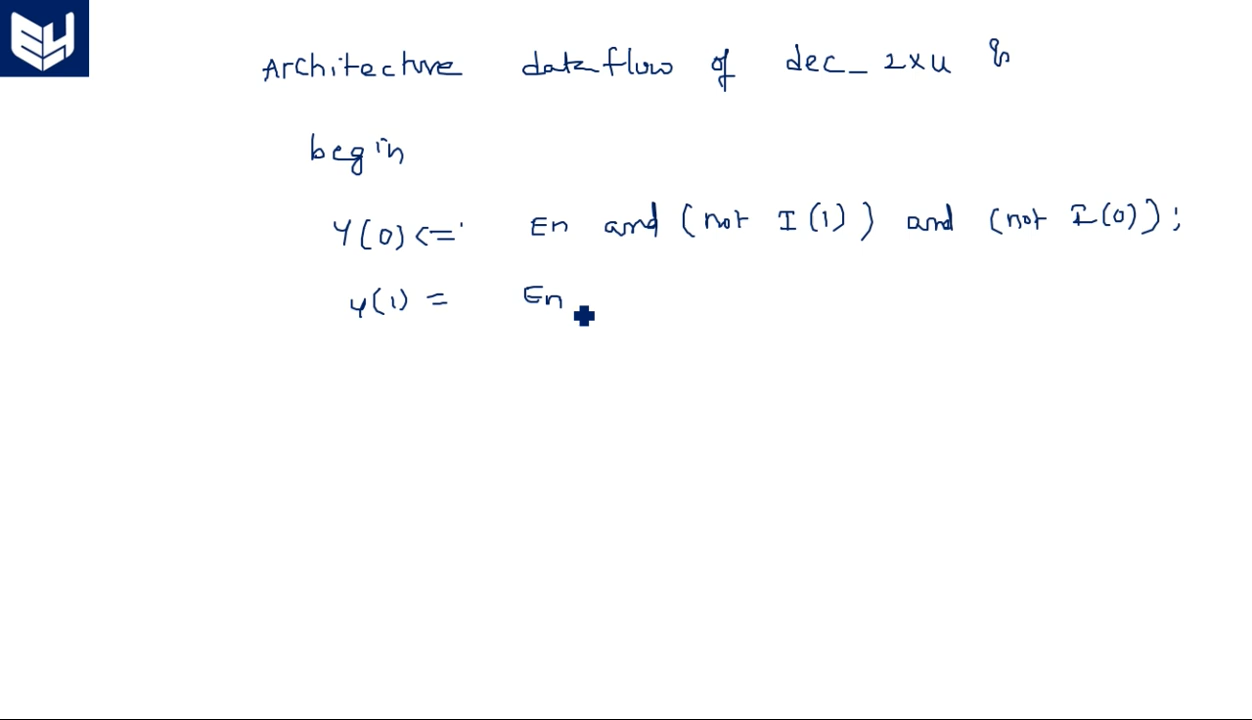 Architecture dataflow of dec_2x4 is
begin
Y(0) <= En and (not I(1)) and (not I(0));
y(1) = En